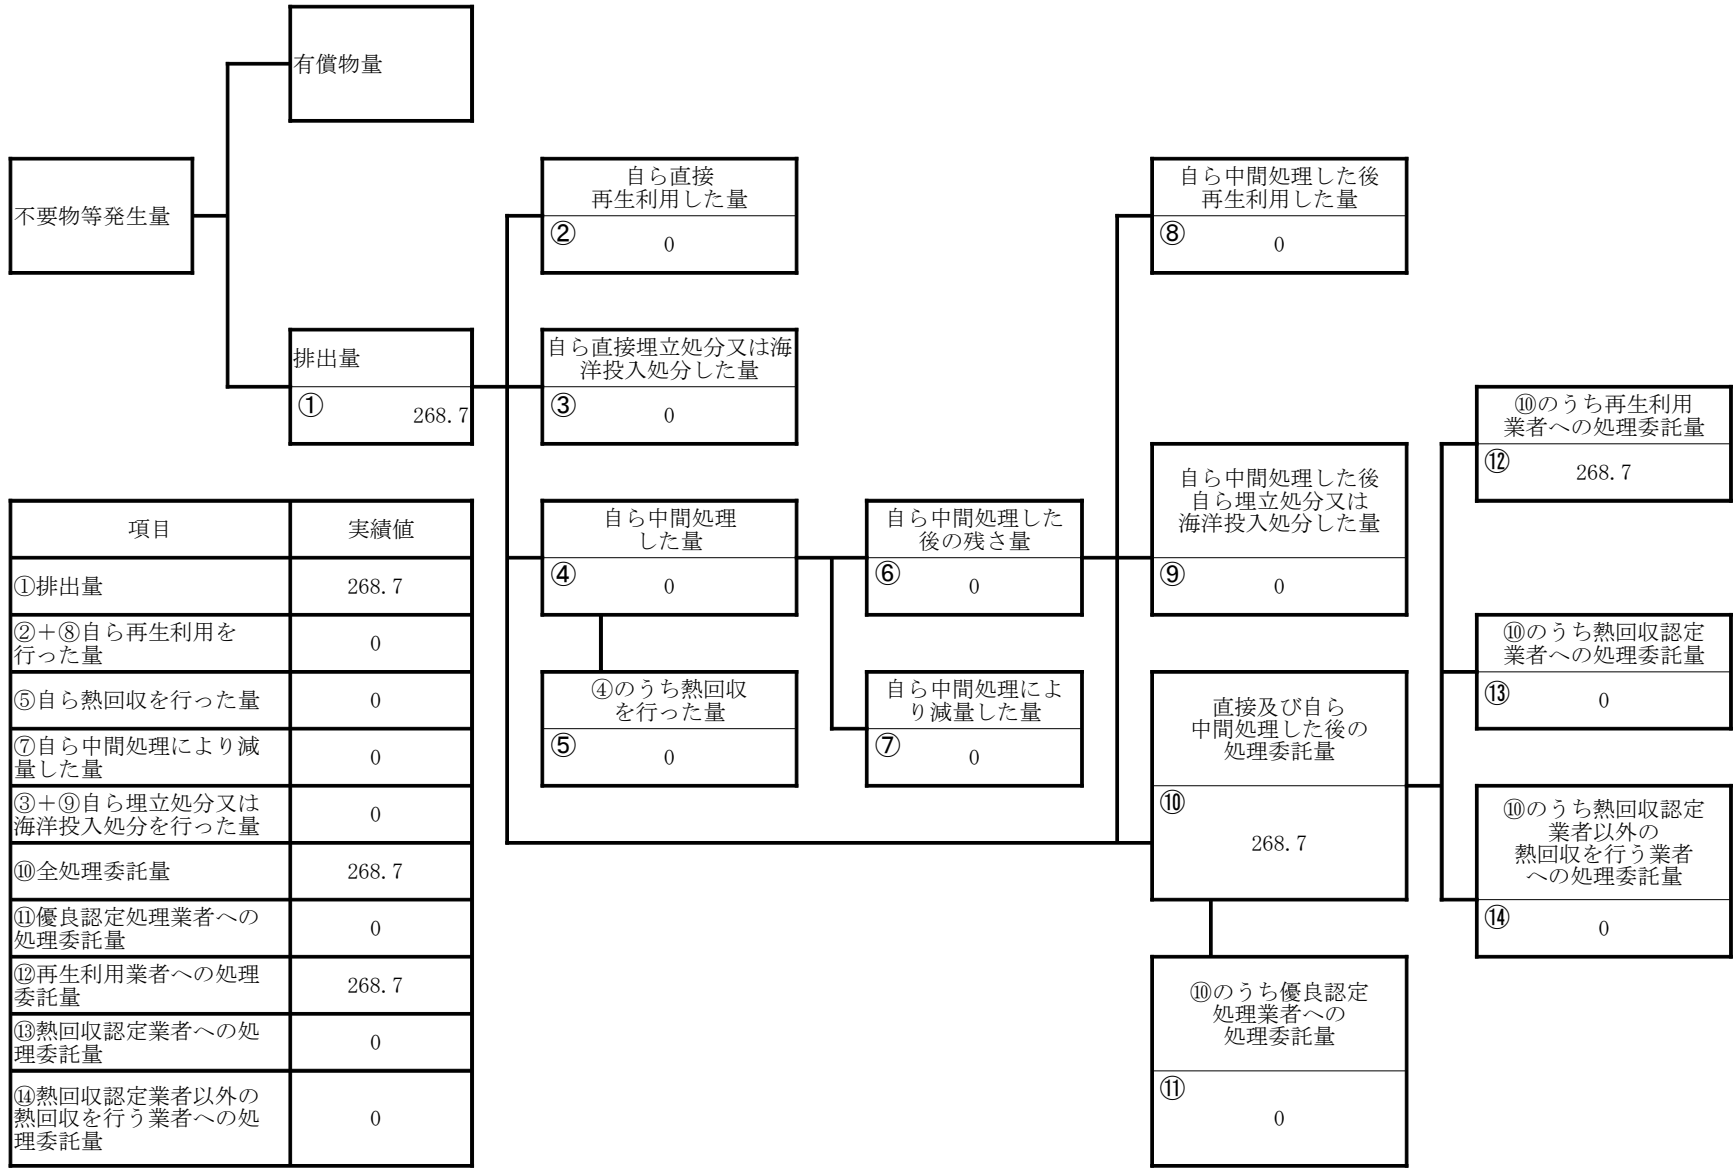 有償物量
不要物等発生量
自ら直接
再生利用した量
②
0
自ら中間処理した後
再生利用した量
⑧
0
排出量
①
268.7
自ら直接埋立処分又は海
洋投入処分した量
③
0
⑩のうち再生利用
業者への処理委託量
⑫
268.7
自ら中間処理
した量
④
0
自ら中間処理した
後の残さ量
⑥
0
自ら中間処理した後
自ら埋立処分又は
海洋投入処分した量
⑨
0
⑩のうち熱回収認定
業者への処理委託量
⑬
0
④のうち熱回収
を行った量
⑤
0
自ら中間処理によ
り減量した量
⑦
0
直接及び自ら
中間処理した後の
処理委託量
⑩
268.7
⑩のうち熱回収認定
業者以外の
熱回収を行う業者
への処理委託量
⑭
0
⑩のうち優良認定
処理業者への
処理委託量
⑪
0
項目 実績値
①排出量 268.7
②+⑧自ら再生利用を
行った量 0
⑤自ら熱回収を行った量 0
⑦自ら中間処理により減
量した量 0
③+⑨自ら埋立処分又は
海洋投入処分を行った量 0
⑩全処理委託量 268.7
⑪優良認定処理業者への
処理委託量 0
⑫再生利用業者への処理
委託量 268.7
⑬熱回収認定業者への処
理委託量 0
⑭熱回収認定業者以外の
熱回収を行う業者への処
理委託量 0